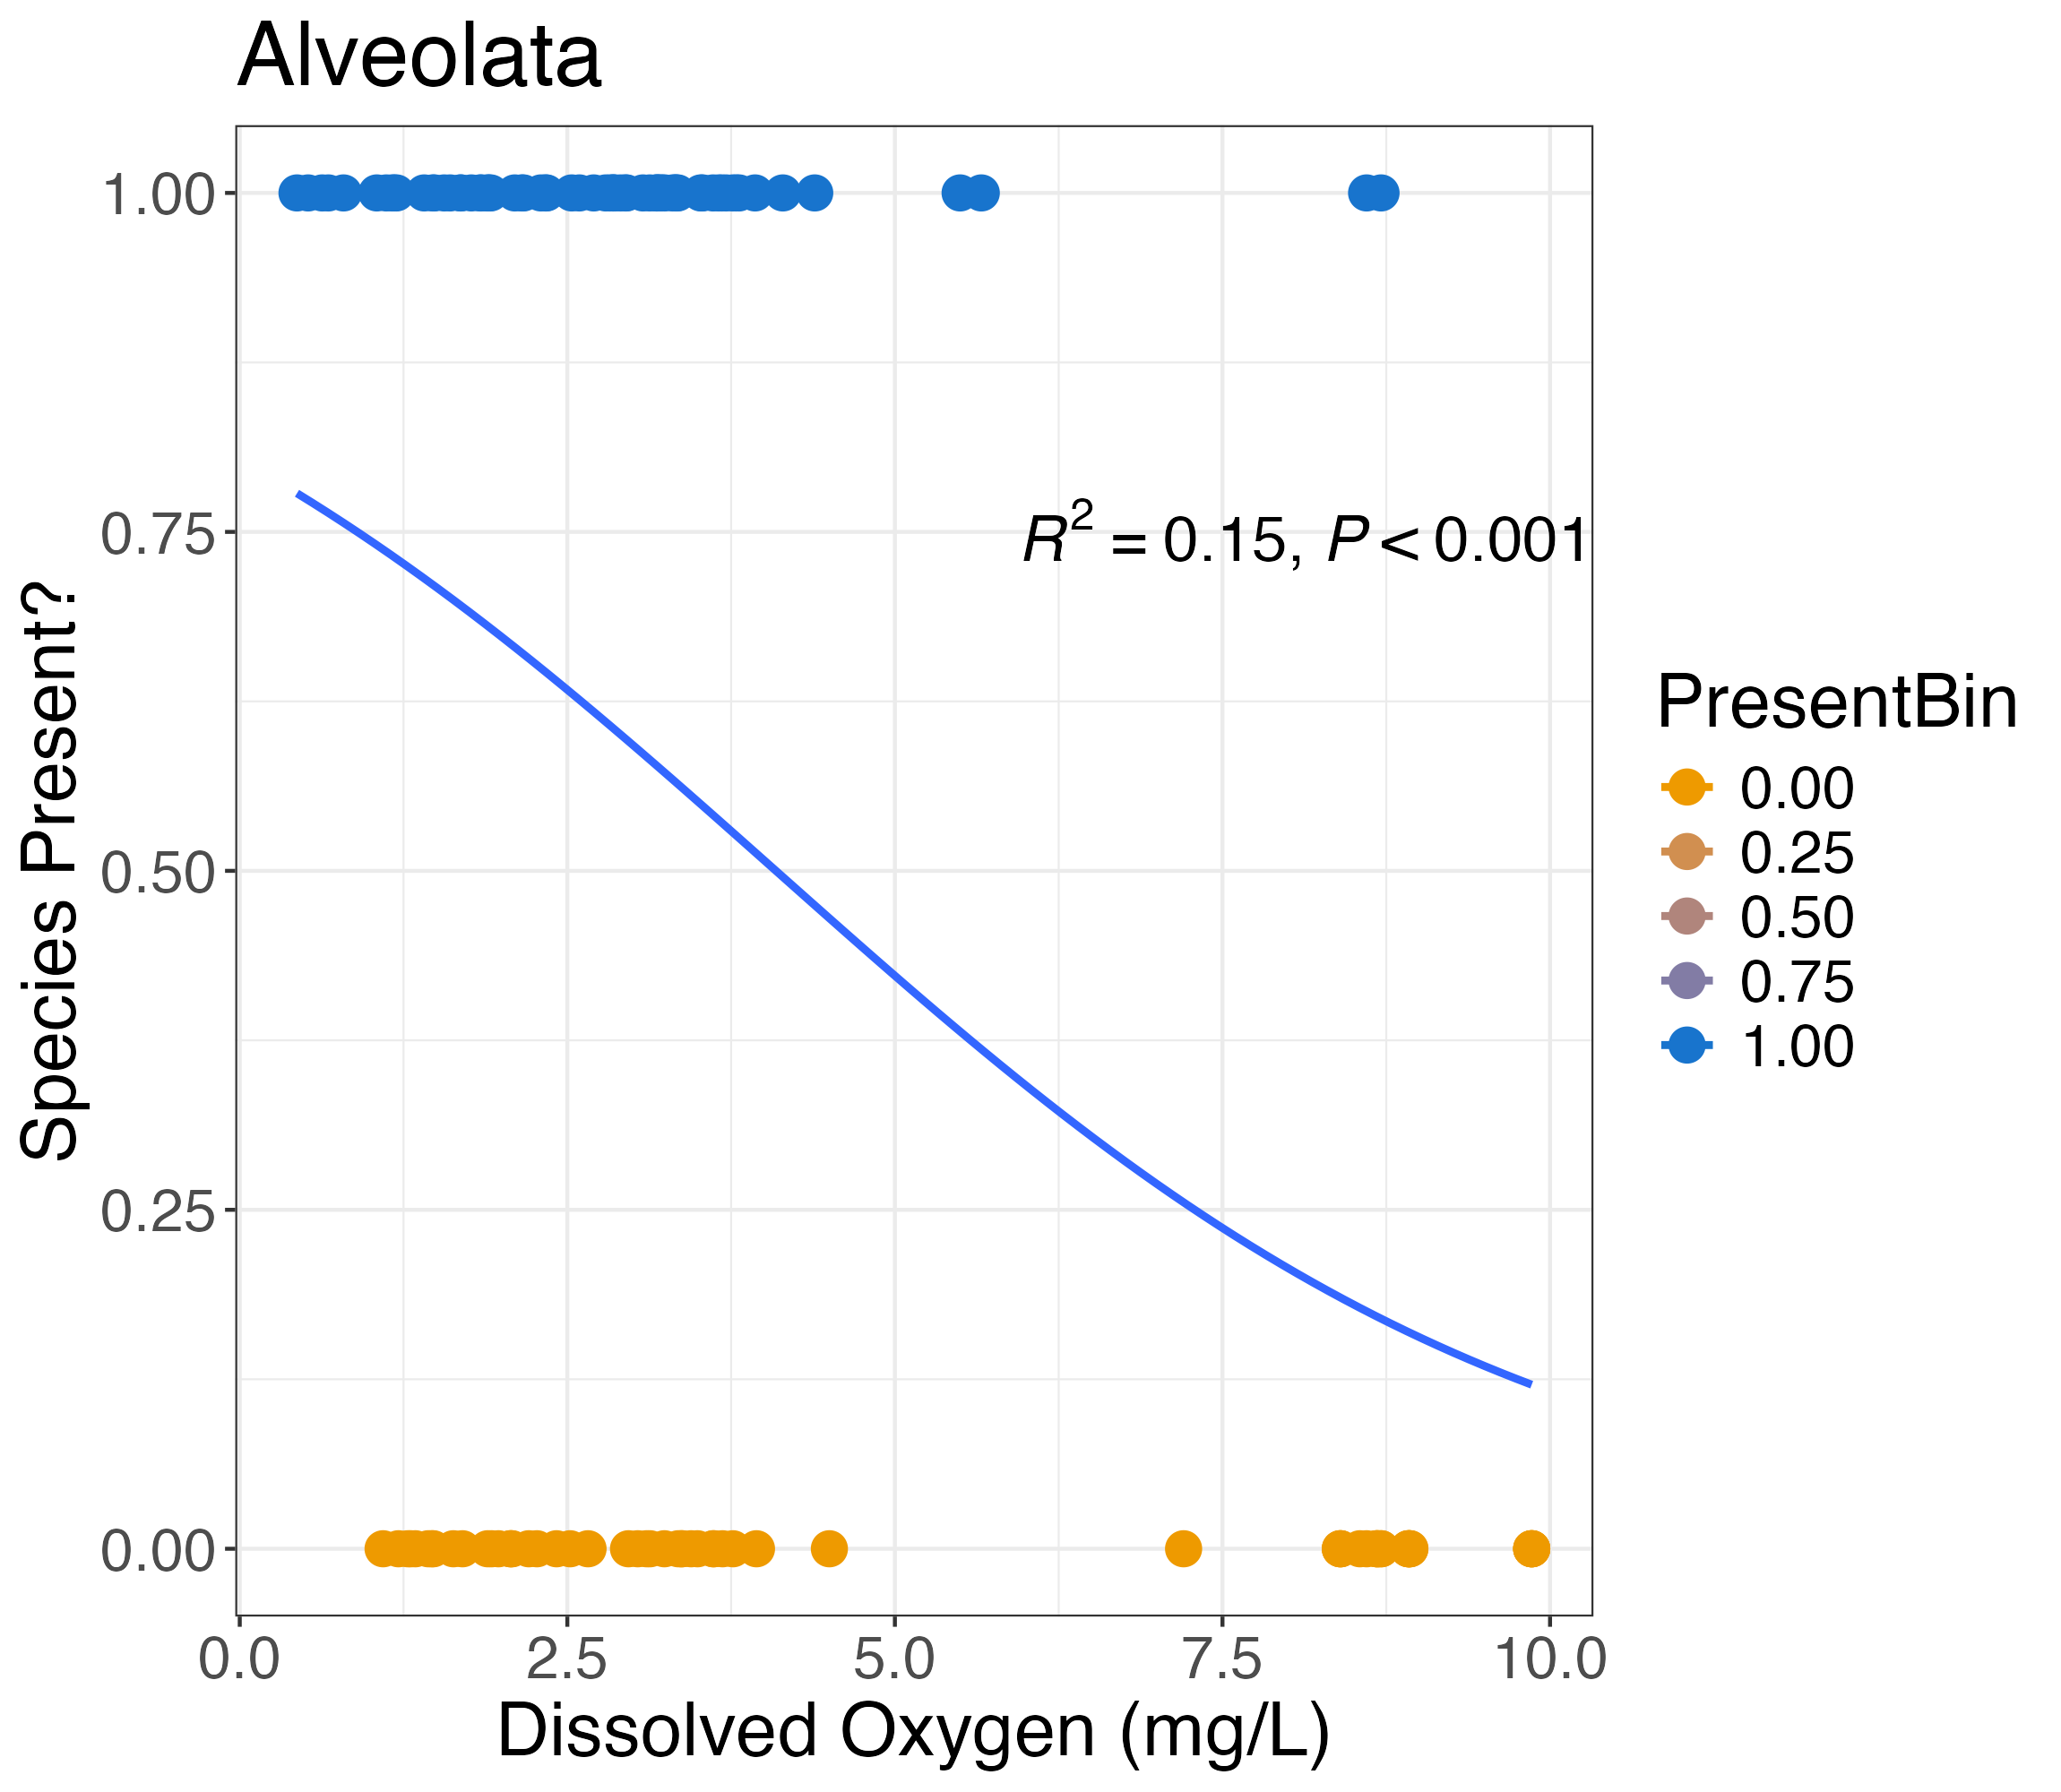 Alveolata
Species Present?
1.00
0.75
0.50
0.25
0.00
R² = 0.15, P < 0.001
0.0 2.5 5.0 7.5 10.0
Dissolved Oxygen (mg/L)
PresentBin
0.00
0.25
0.50
0.75
1.00